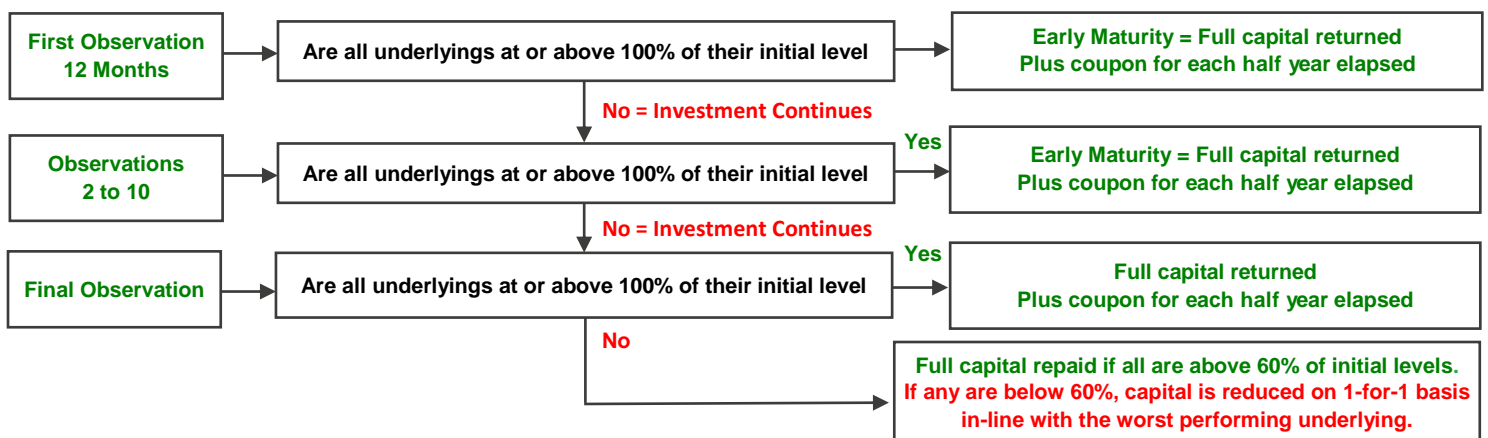 First Observation
12 Months
Are all underlyings at or above 100% of their initial level
Early Maturity = Full capital returned
Plus coupon for each half year elapsed
No = Investment Continues
Observations
2 to 10
Are all underlyings at or above 100% of their initial level
Yes
Early Maturity = Full capital returned
Plus coupon for each half year elapsed
No = Investment Continues
Final Observation
Are all underlyings at or above 100% of their initial level
Yes
Full capital returned
Plus coupon for each half year elapsed
No
Full capital repaid if all are above 60% of initial levels.
If any are below 60%, capital is reduced on 1-for-1 basis
in-line with the worst performing underlying.